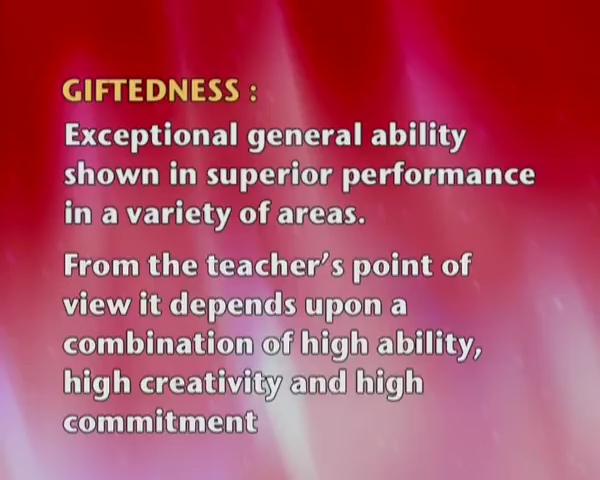 GIFTEDNESS :
Exceptional general ability
shown in superior performance
in a variety of areas.
From the teacher's point of
view it depends upon a
combination of high ability,
high creativity and high
commitment